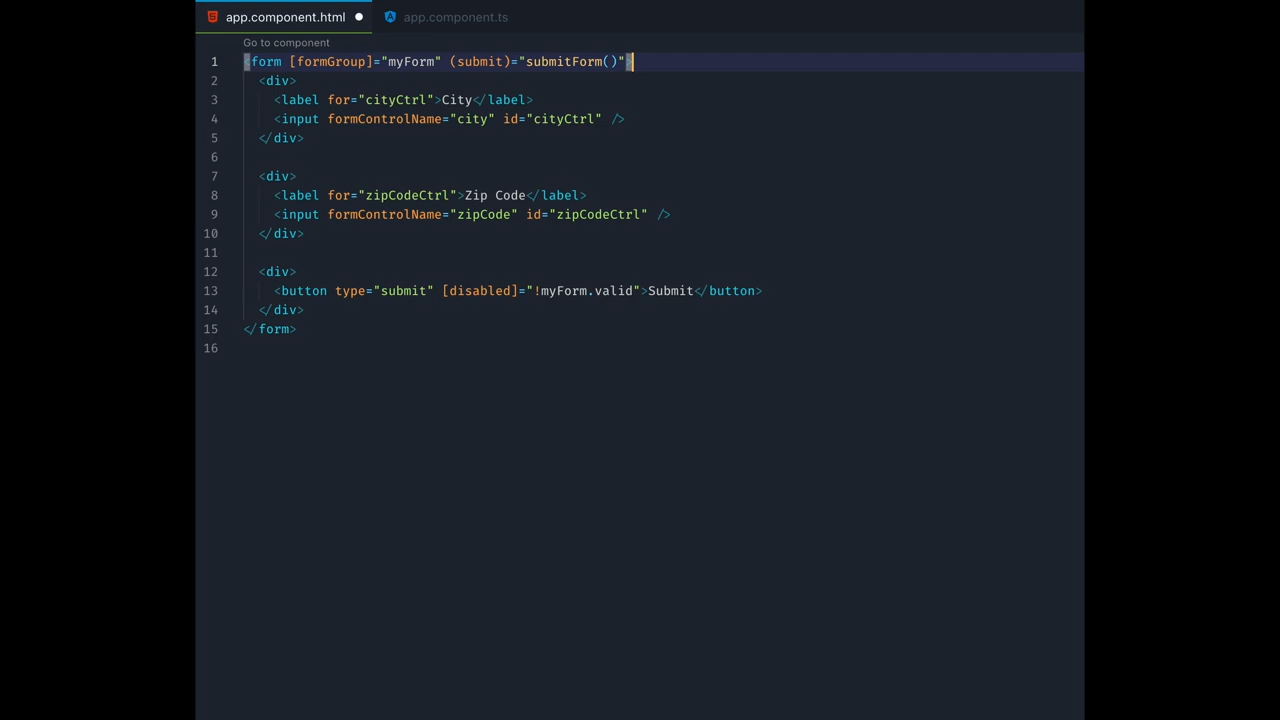 app.component.html
app.component.ts
Go to component
1 <form [formGroup]="myForm" (submit)="submitForm()">
2 <div>
3 <label for="cityCtrl">City</label>
4 <input formControlName="city" id="cityCtrl" />
5 </div>
6
7 <div>
8 <label for="zipCodeCtrl">Zip Code</label>
9 <input formControlName="zipCode" id="zipCodeCtrl" />
10 </div>
11
12 <div>
13 <button type="submit" [disabled]="!myForm.valid">Submit</button>
14 </div>
15 </form>
16